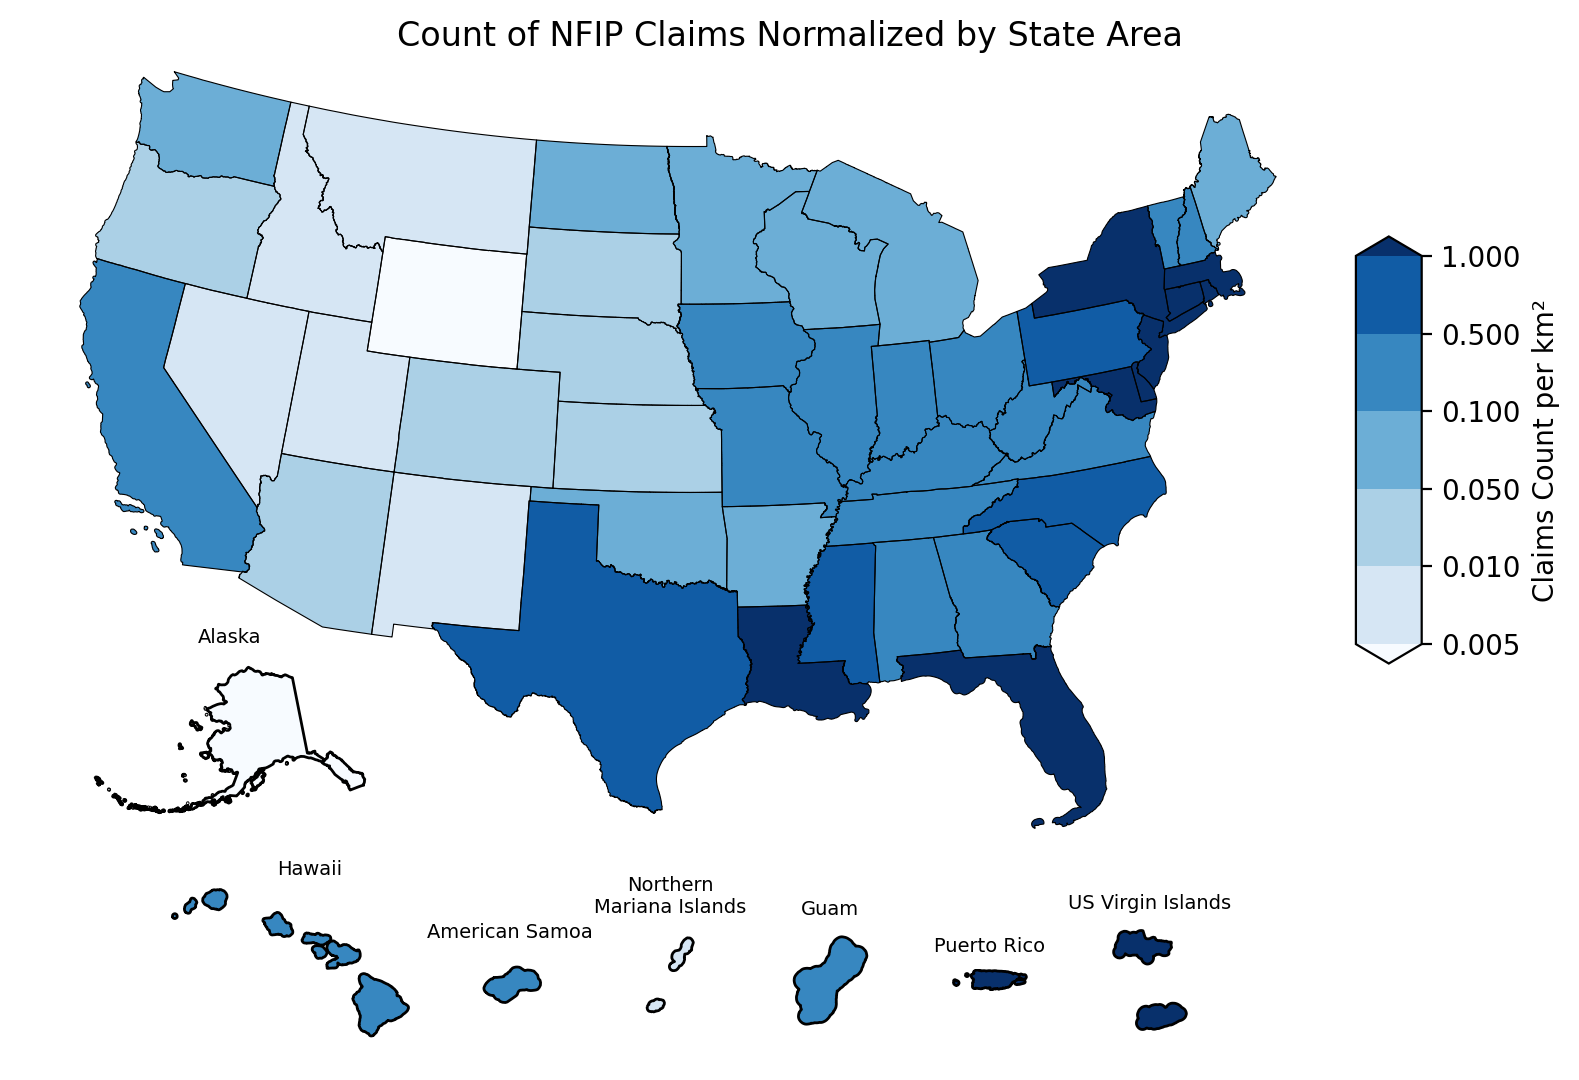 Count of NFIP Claims Normalized by State Area
1.000
0.500
0.100
0.050
0.010
0.005
Claims Count per km²
Alaska
Hawaii
American Samoa
Northern
Mariana Islands
Guam
Puerto Rico
US Virgin Islands